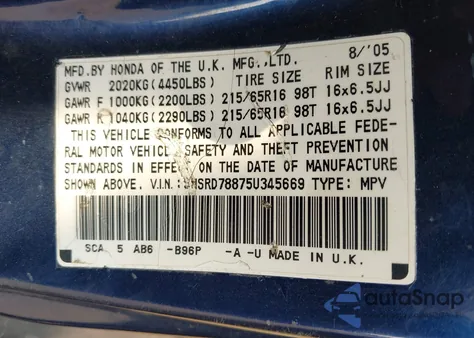 MFD.BY HONDA OF THE U.K. MFG.,LTD. 8/'05
GVWR 2020KG(4450LBS) TIRE SIZE RIM SIZE
GAWR F 1000KG(2200LBS) 215/65R16 98T 16x6.5JJ
GAWR R 1040KG(2290LBS) 215/65R16 98T 16x6.5JJ
THIS VEHICLE CONFORMS TO ALL APPLICABLE FEDE-
RAL MOTOR VEHICLE SAFETY AND THEFT PREVENTION
STANDARDS IN EFFECT ON THE DATE OF MANUFACTURE
SHOWN ABOVE. V.I.N.: SHSRD78875U345669 TYPE: MPV
SCA 5 AB6 -B96P -A -U MADE IN U.K.
autoSnap